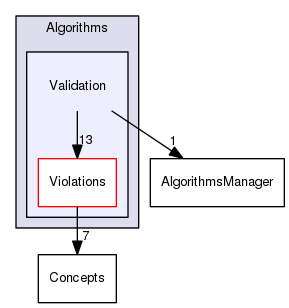 Algorithms
Validation
13
1
Violations
AlgorithmsManager
7
Concepts